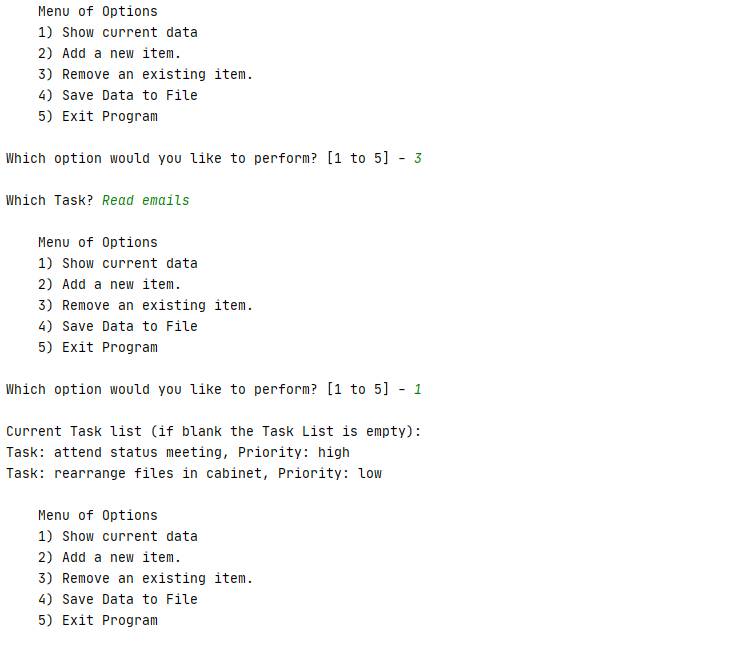 Menu of Options
1) Show current data
2) Add a new item.
3) Remove an existing item.
4) Save Data to File
5) Exit Program
Which option would you like to perform? [1 to 5] - 3
Which Task? Read emails
Menu of Options
1) Show current data
2) Add a new item.
3) Remove an existing item.
4) Save Data to File
5) Exit Program
Which option would you like to perform? [1 to 5] - 1
Current Task list (if blank the Task List is empty):
Task: attend status meeting, Priority: high
Task: rearrange files in cabinet, Priority: low
Menu of Options
1) Show current data
2) Add a new item.
3) Remove an existing item.
4) Save Data to File
5) Exit Program